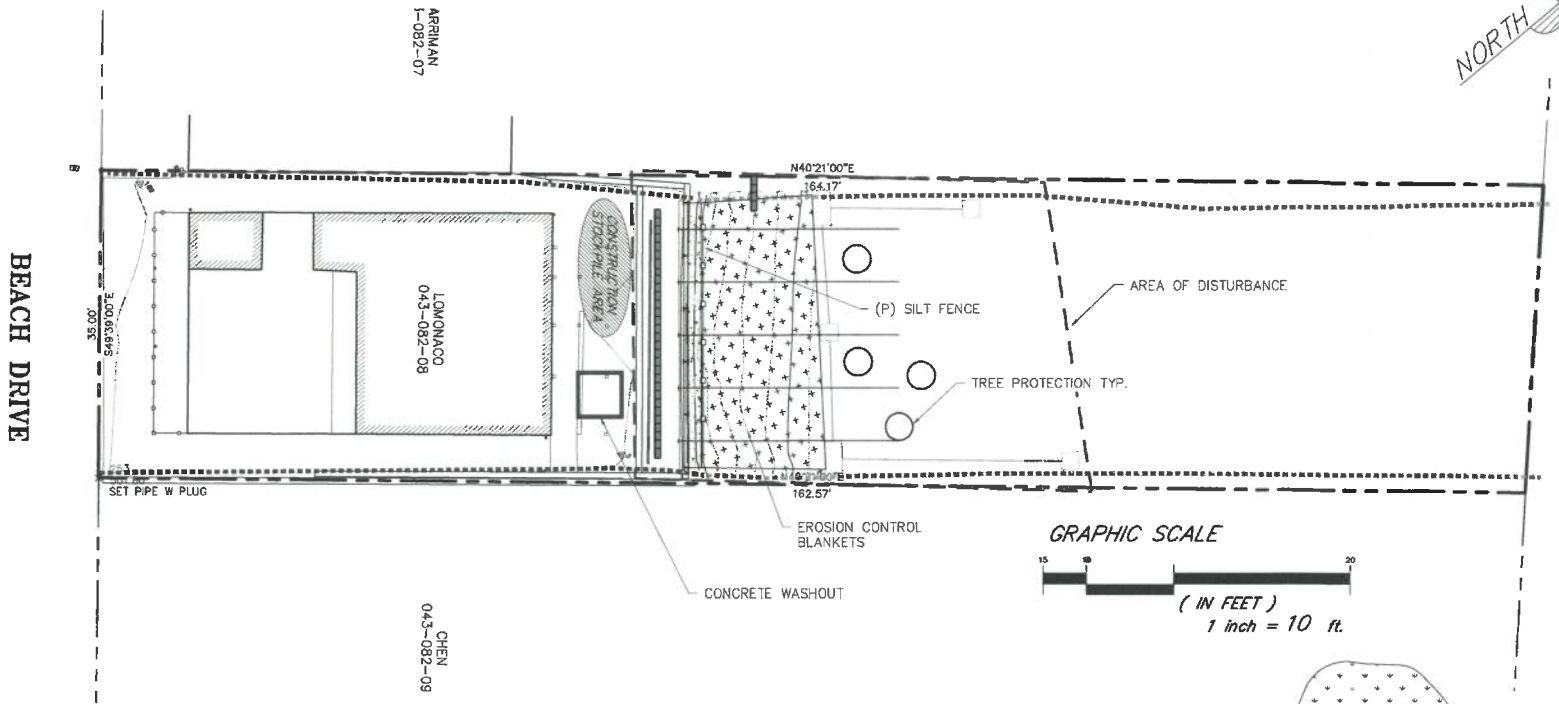 ARRIMAN
-082-07
NORTH
N40°21'00"E
164.17'
CONSTRUCTION
STOCKPILE AREA
LOMONACO
043-082-08
(P) SILT FENCE
AREA OF DISTURBANCE
TREE PROTECTION TYP.
BEACH DRIVE
35.00'
S49°39'00"E
SET PIPE W PLUG
162.57'
EROSION CONTROL
BLANKETS
CONCRETE WASHOUT
CHEN
043-082-09
GRAPHIC SCALE
15
20
( IN FEET )
1 inch = 10 ft.